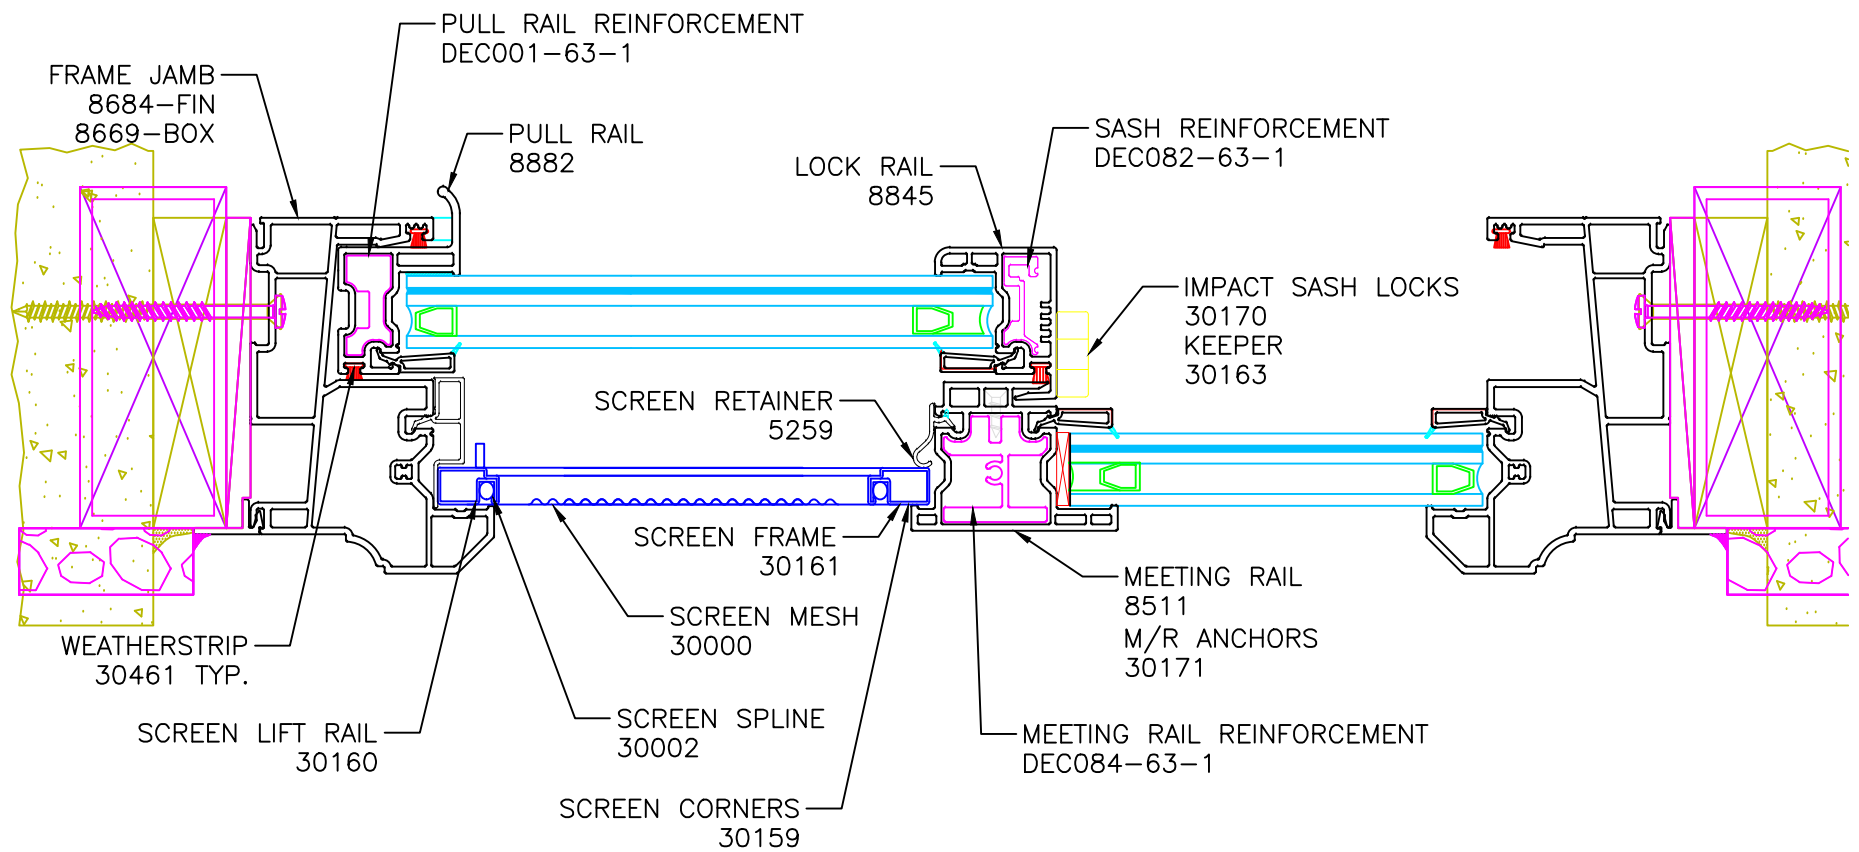 PULL RAIL REINFORCEMENT
DEC001-63-1
FRAME JAMB
8684-FIN
8669-BOX
PULL RAIL
8882
LOCK RAIL
8845
SASH REINFORCEMENT
DEC082-63-1
IMPACT SASH LOCKS
30170
KEEPER
30163
SCREEN RETAINER
5259
SCREEN FRAME
30161
MEETING RAIL
8511
M/R ANCHORS
30171
SCREEN MESH
30000
WEATHERSTRIP
30461 TYP.
SCREEN SPLINE
30002
SCREEN LIFT RAIL
30160
MEETING RAIL REINFORCEMENT
DEC084-63-1
SCREEN CORNERS
30159